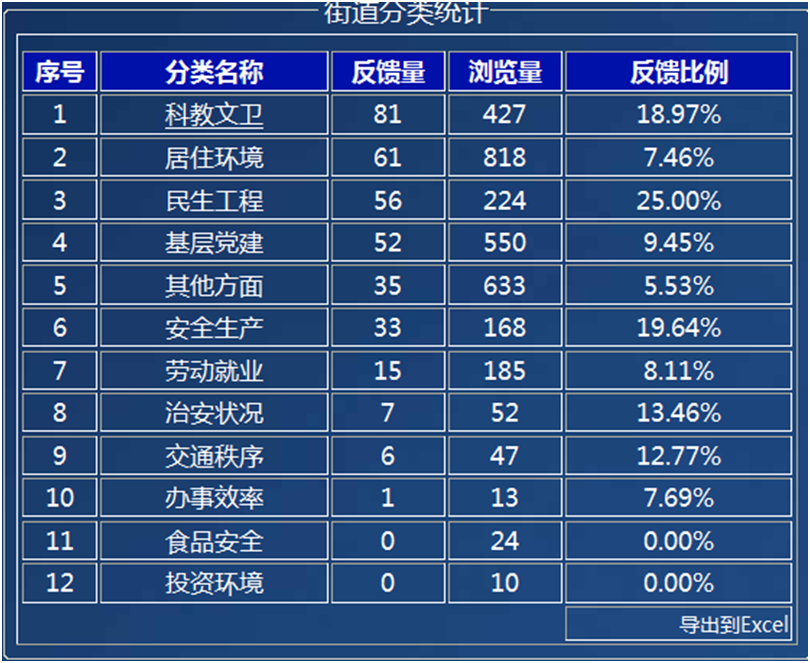 街道分类统计
序号 分类名称 反馈量 浏览量 反馈比例
1 科教文卫 81 427 18.97%
2 居住环境 61 818 7.46%
3 民生工程 56 224 25.00%
4 基层党建 52 550 9.45%
5 其他方面 35 633 5.53%
6 安全生产 33 168 19.64%
7 劳动就业 15 185 8.11%
8 治安状况 7 52 13.46%
9 交通秩序 6 47 12.77%
10 办事效率 1 13 7.69%
11 食品安全 0 24 0.00%
12 投资环境 0 10 0.00%
导出到Excel